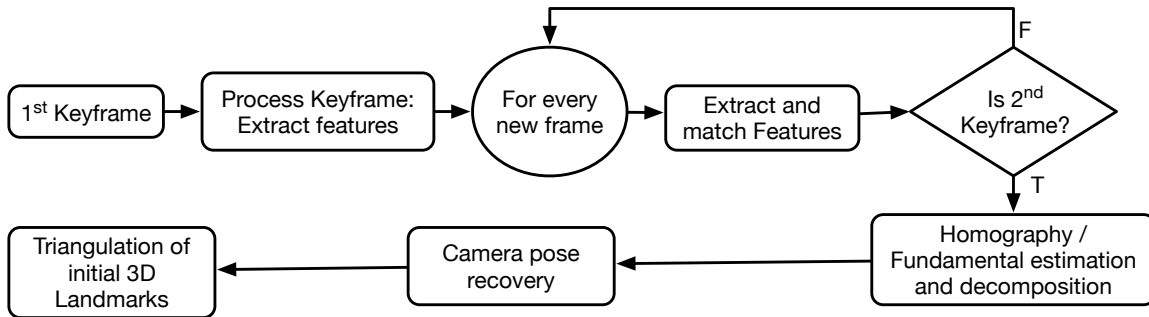 F
1st Keyframe
Process Keyframe:
Extract features
For every
new frame
Extract and
match Features
Is 2nd
Keyframe?
T
Triangulation of
initial 3D
Landmarks
Camera pose
recovery
Homography /
Fundamental estimation
and decomposition